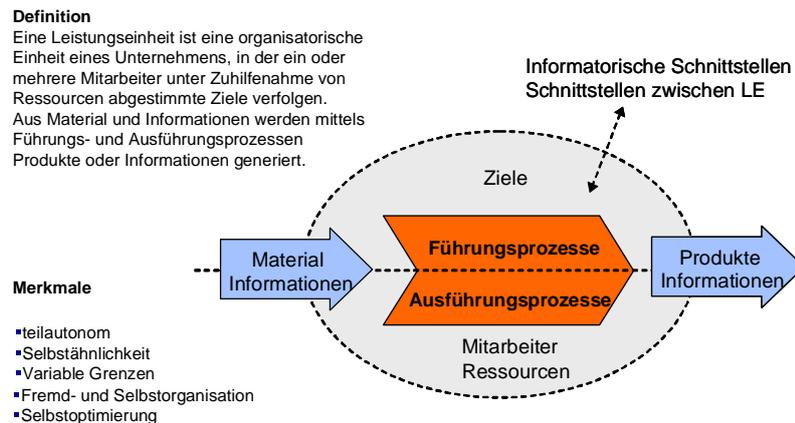 Definition
Eine Leistungseinheit ist eine organisatorische
Einheit eines Unternehmens, in der ein oder
mehrere Mitarbeiter unter Zuhilfenahme von
Ressourcen abgestimmte Ziele verfolgen.
Aus Material und Informationen werden mittels
Führungs- und Ausführungsprozessen
Produkte oder Informationen generiert.
Informatorische Schnittstellen
Schnittstellen zwischen LE
Ziele
Material
Informationen
Führungsprozesse
Ausführungsprozesse
Produkte
Informationen
Mitarbeiter
Ressourcen
Merkmale
▪teilautonom
▪Selbstähnlichkeit
▪Variable Grenzen
▪Fremd- und Selbstorganisation
▪Selbstoptimierung